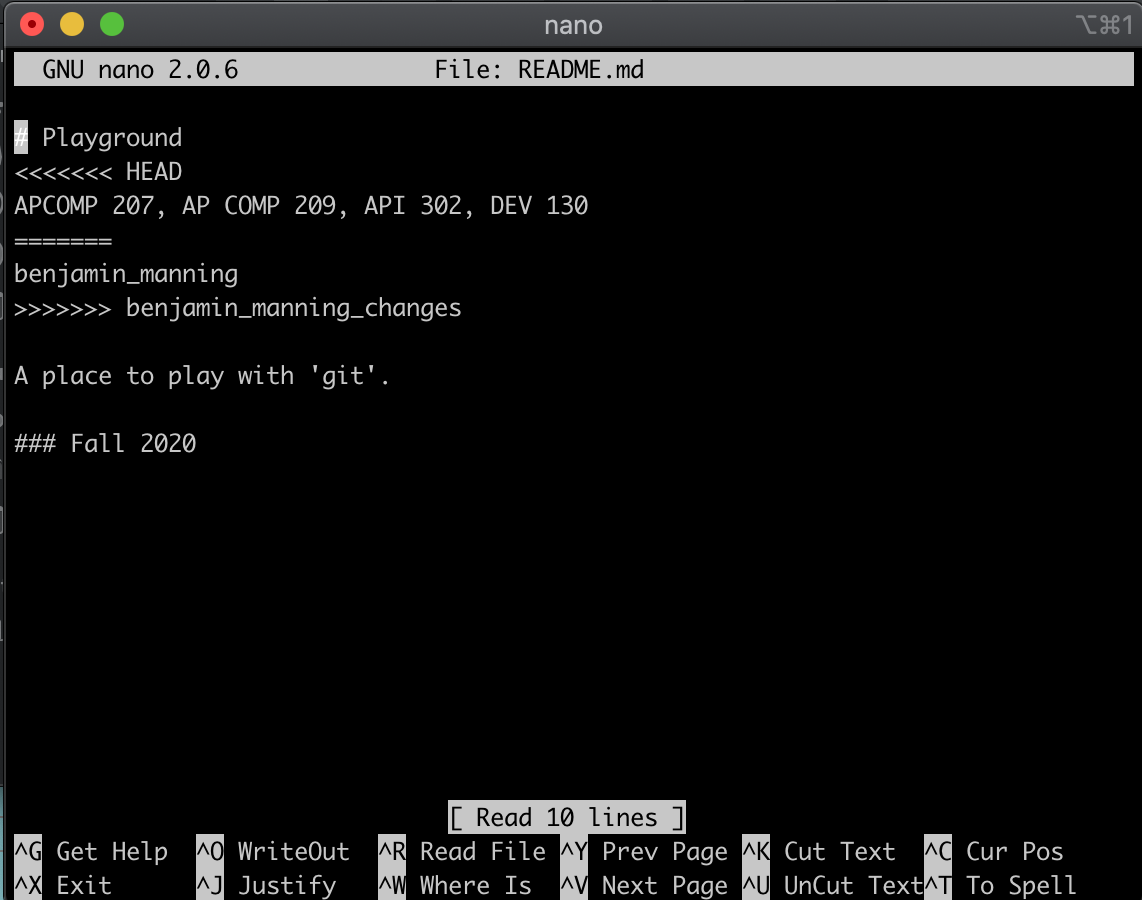 nano ⌥⌘1
GNU nano 2.0.6 File: README.md
# Playground
<<<<<<< HEAD
APCOMP 207, AP COMP 209, API 302, DEV 130
=======
benjamin_manning
>>>>>>> benjamin_manning_changes
A place to play with 'git'.
### Fall 2020
[ Read 10 lines ]
^G Get Help ^O WriteOut ^R Read File ^Y Prev Page ^K Cut Text ^C Cur Pos
^X Exit ^J Justify ^W Where Is ^V Next Page ^U UnCut Text^T To Spell